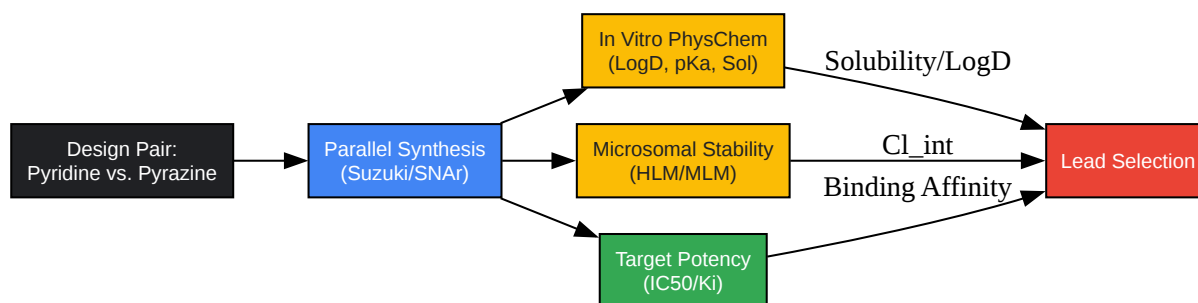 Design Pair:
Pyridine vs. Pyrazine
Parallel Synthesis
(Suzuki/SNAr)
In Vitro PhysChem
(LogD, pKa, Sol)
Microsomal Stability
(HLM/MLM)
Target Potency
(IC50/Ki)
Solubility/LogD
Cl_int
Binding Affinity
Lead Selection